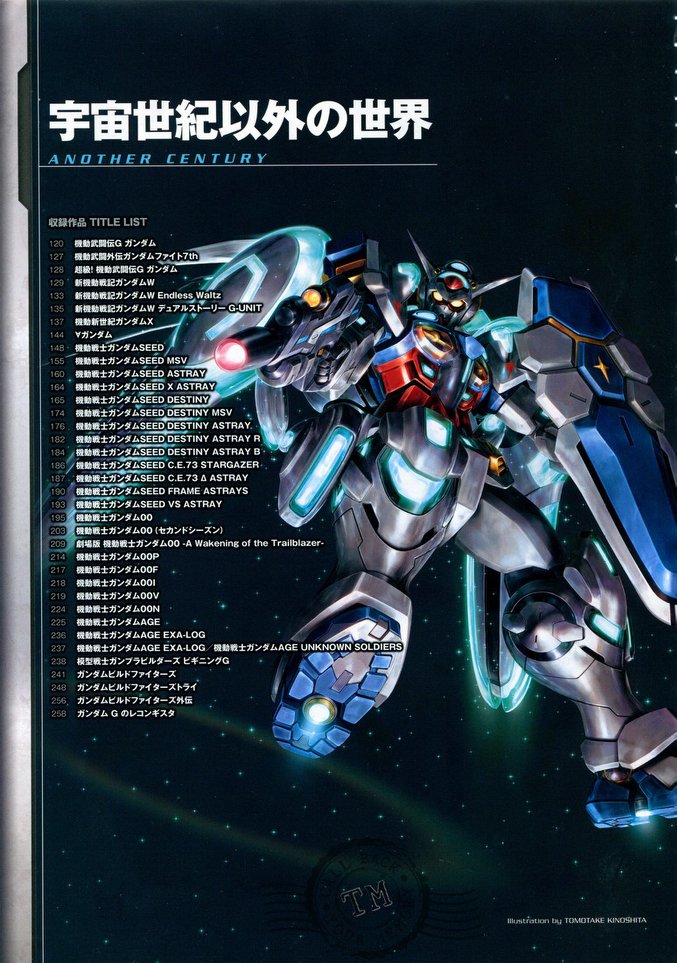 宇宙世紀以外の世界
ANOTHER CENTURY
収録作品 TITLE LIST
120 機動武闘伝G ガンダム
127 機動武闘外伝ガンダムファイト7th
128 超級! 機動武闘伝G ガンダム
129 新機動戦記ガンダムW
133 新機動戦記ガンダムW Endless Waltz
135 新機動戦記ガンダムW デュアルストーリー G-UNIT
137 機動新世紀ガンダムX
144 ∀ガンダム
148 機動戦士ガンダムSEED
155 機動戦士ガンダムSEED MSV
160 機動戦士ガンダムSEED ASTRAY
164 機動戦士ガンダムSEED X ASTRAY
165 機動戦士ガンダムSEED DESTINY
174 機動戦士ガンダムSEED DESTINY MSV
176 機動戦士ガンダムSEED DESTINY ASTRAY
182 機動戦士ガンダムSEED DESTINY ASTRAY R
184 機動戦士ガンダムSEED DESTINY ASTRAY B
186 機動戦士ガンダムSEED C.E.73 STARGAZER
187 機動戦士ガンダムSEED C.E.73 Δ ASTRAY
190 機動戦士ガンダムSEED FRAME ASTRAYS
193 機動戦士ガンダムSEED VS ASTRAY
195 機動戦士ガンダム00
203 機動戦士ガンダム00（セカンドシーズン）
209 劇場版 機動戦士ガンダム00 -A Wakening of the Trailblazer-
214 機動戦士ガンダム00P
217 機動戦士ガンダム00F
218 機動戦士ガンダム00I
219 機動戦士ガンダム00V
224 機動戦士ガンダム00N
225 機動戦士ガンダムAGE
236 機動戦士ガンダムAGE EXA-LOG
237 機動戦士ガンダムAGE EXA-LOG／機動戦士ガンダムAGE UNKNOWN SOLDIERS
238 模型戦士ガンプラビルダーズ ビギニングG
241 ガンダムビルドファイターズ
248 ガンダムビルドファイターズトライ
256 ガンダムビルドファイターズ外伝
258 ガンダム G のレコンギスタ
TM
Illustration by TOMOTAKE KINOSHITA